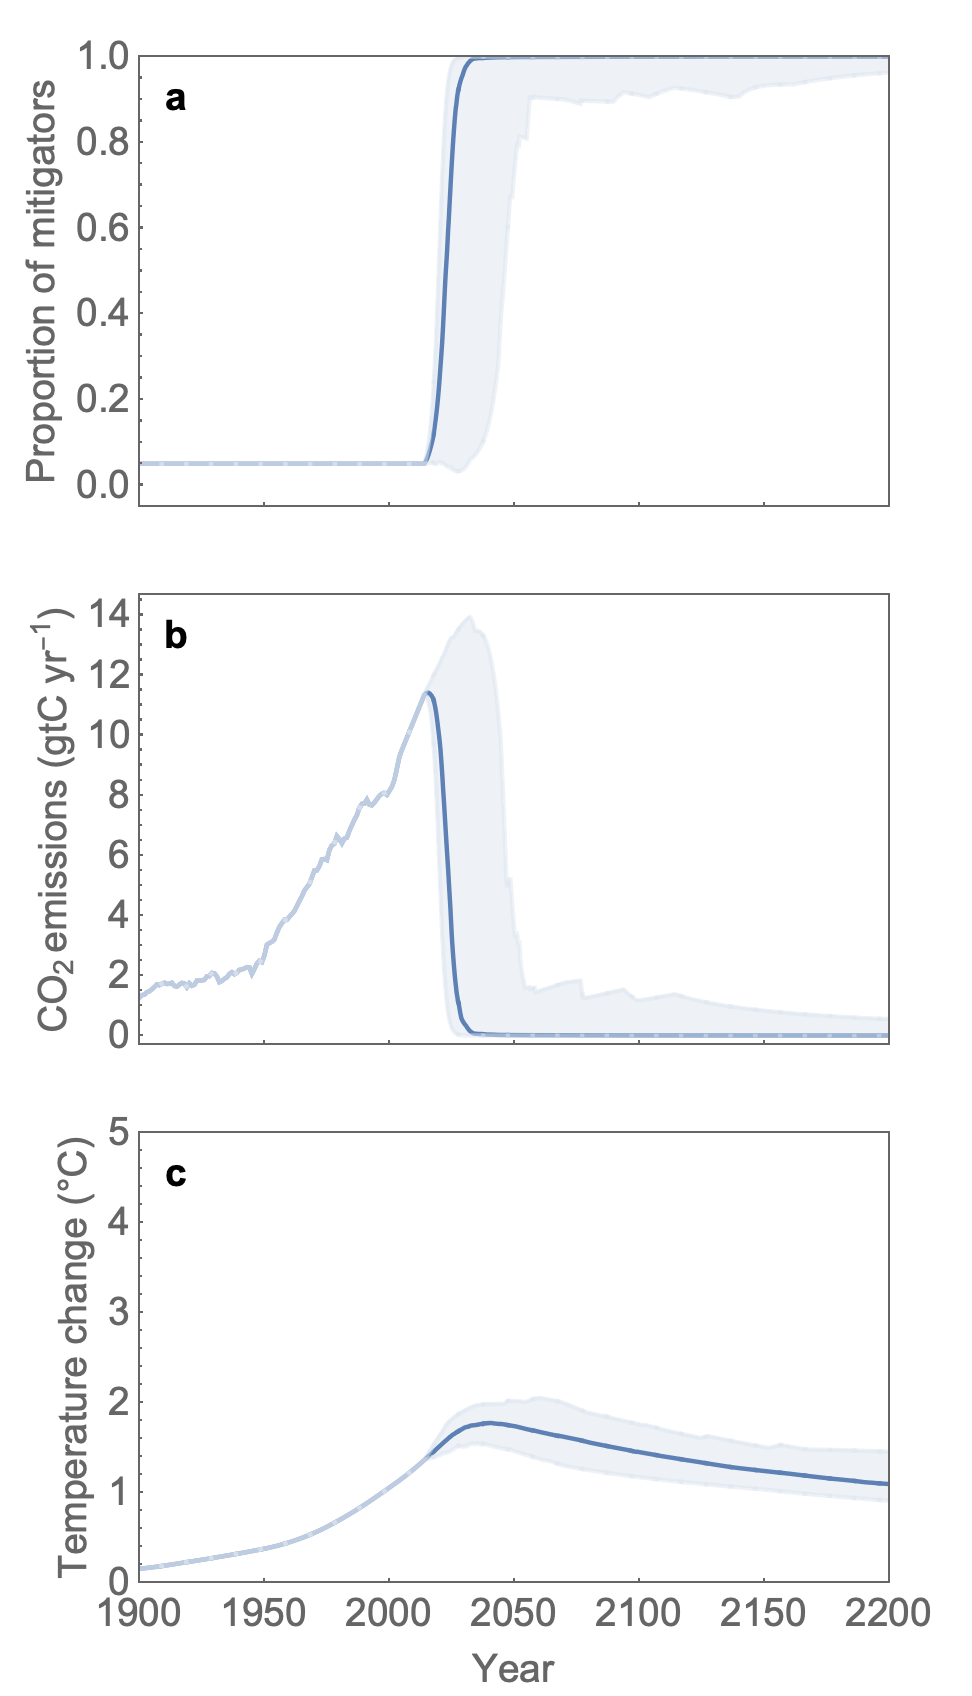 1.0
0.8
0.6
0.4
0.2
0.0
Proportion of mitigators
a
14
12
10
8
6
4
2
0
CO₂ emissions (gtC yr⁻¹)
b
5
4
3
2
1
0
Temperature change (°C)
c
1900 1950 2000 2050 2100 2150 2200
Year